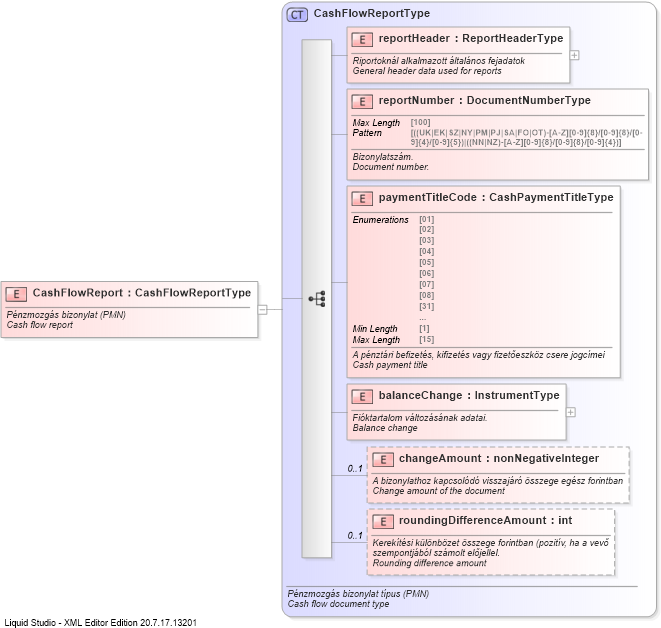 CT CashFlowReportType
E reportHeader : ReportHeaderType
Riportoknál alkalmazott általános fejadatok
General header data used for reports
E reportNumber : DocumentNumberType
Max Length [100]
Pattern [((UK|EK|SZ|NY|PM|PJ|SA|FO|OT)-[A-Z][0-9]{8}/[0-9]{8}/[0-
9]{4}/[0-9]{5})|((NN|NZ)-[A-Z][0-9]{8}/[0-9]{8}/[0-9]{4})]
Bizonylatszám.
Document number.
E paymentTitleCode : CashPaymentTitleType
Enumerations [01]
[02]
[03]
[04]
[05]
[06]
[07]
[08]
[31]
...
Min Length [1]
Max Length [15]
A pénztári befizetés, kifizetés vagy fizetőeszköz csere jogcímei
Cash payment title
E CashFlowReport : CashFlowReportType
Pénzmozgás bizonylat (PMN)
Cash flow report
E balanceChange : InstrumentType
Fióktartalom változásának adatai.
Balance change
0..1
E changeAmount : nonNegativeInteger
A bizonylathoz kapcsolódó visszajáró összege egész forintban
Change amount of the document
0..1
E roundingDifferenceAmount : int
Kerekítési különbözet összege forintban (pozitív, ha a vevő
szempontjából számolt előjellel.
Rounding difference amount
Pénzmozgás bizonylat típus (PMN)
Cash flow document type
Liquid Studio - XML Editor Edition 20.7.17.13201